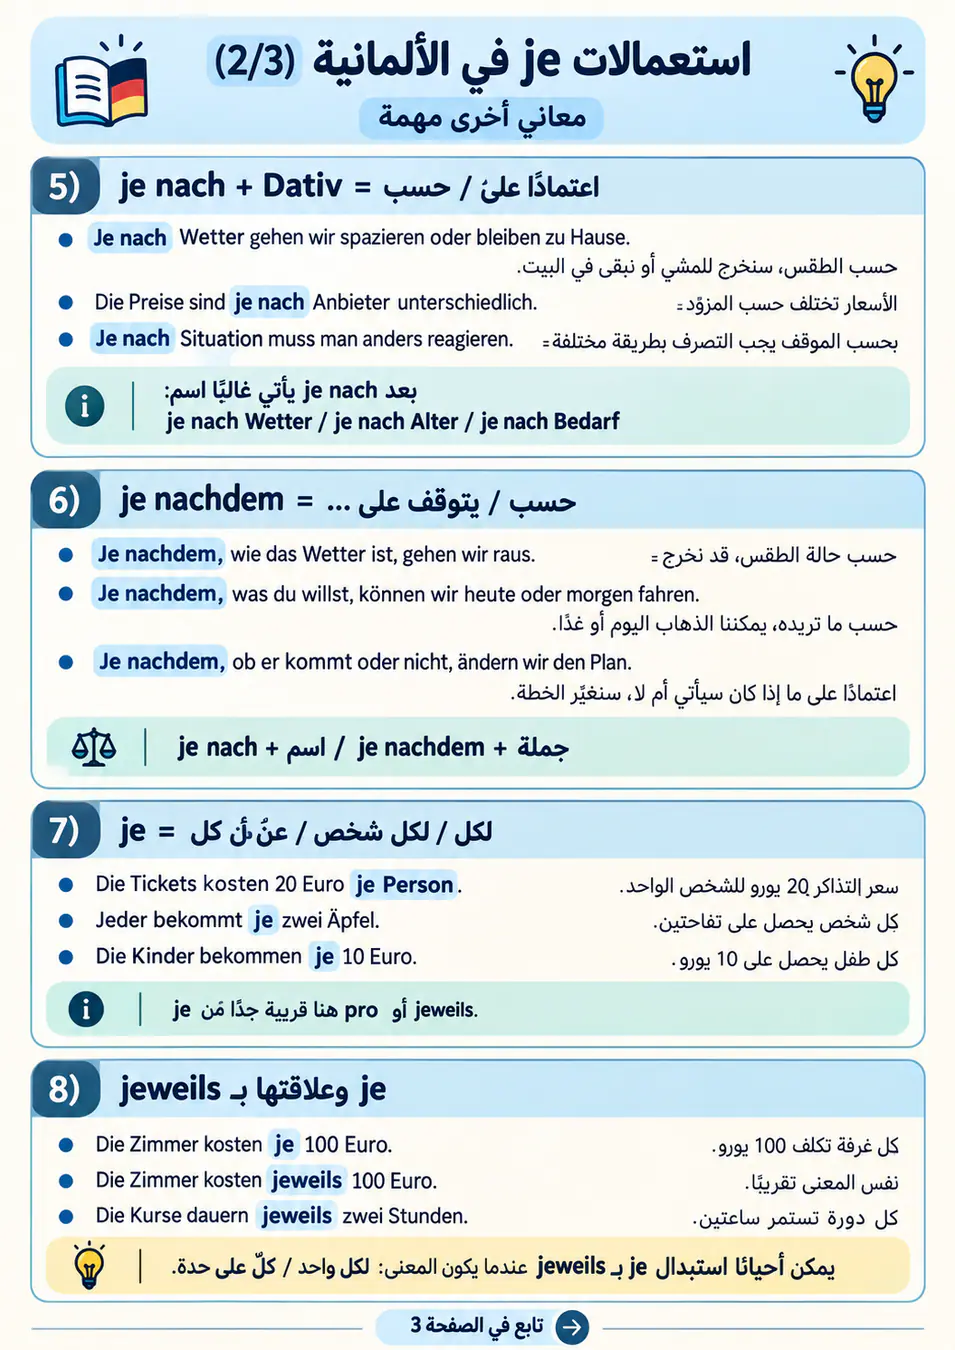 استعمالات je في الألمانية (2/3)
معاني أخرى مهمة
5) je nach + Dativ = اعتمادًا على / حسب
Je nach Wetter gehen wir spazieren oder bleiben zu Hause.
حسب الطقس، سنخرج للمشي أو نبقى في البيت.
Die Preise sind je nach Anbieter unterschiedlich. الأسعار تختلف حسب المزوّد =
Je nach Situation muss man anders reagieren. بحسب الموقف يجب التصرف بطريقة مختلفة =
بعد je nach يأتي غالبًا اسم:
je nach Wetter / je nach Alter / je nach Bedarf
6) je nachdem = حسب / يتوقف على ...
Je nachdem, wie das Wetter ist, gehen wir raus. حسب حالة الطقس، قد نخرج =
Je nachdem, was du willst, können wir heute oder morgen fahren.
حسب ما تريده، يمكننا الذهاب اليوم أو غدًا.
Je nachdem, ob er kommt oder nicht, ändern wir den Plan.
اعتمادًا على ما إذا كان سيأتي أم لا، سنغيّر الخطة.
je nach + اسم / je nachdem + جملة
7) je = لكل / لكل شخص / كل
Die Tickets kosten 20 Euro je Person. سعر التذاكر 20 يورو للشخص الواحد.
Jeder bekommt je zwei Äpfel. كل شخص يحصل على تفاحتين.
Die Kinder bekommen je 10 Euro. كل طفل يحصل على 10 يورو.
je هنا قريبة جدًا من pro أو jeweils.
8) je وعلاقتها بـ jeweils
Die Zimmer kosten je 100 Euro. كل غرفة تكلف 100 يورو.
Die Zimmer kosten jeweils 100 Euro. نفس المعنى تقريبًا.
Die Kurse dauern jeweils zwei Stunden. كل دورة تستمر ساعتين.
يمكن أحيانًا استبدال je بـ jeweils عندما يكون المعنى: لكل واحد / كلّ على حدة.
تابع في الصفحة 3